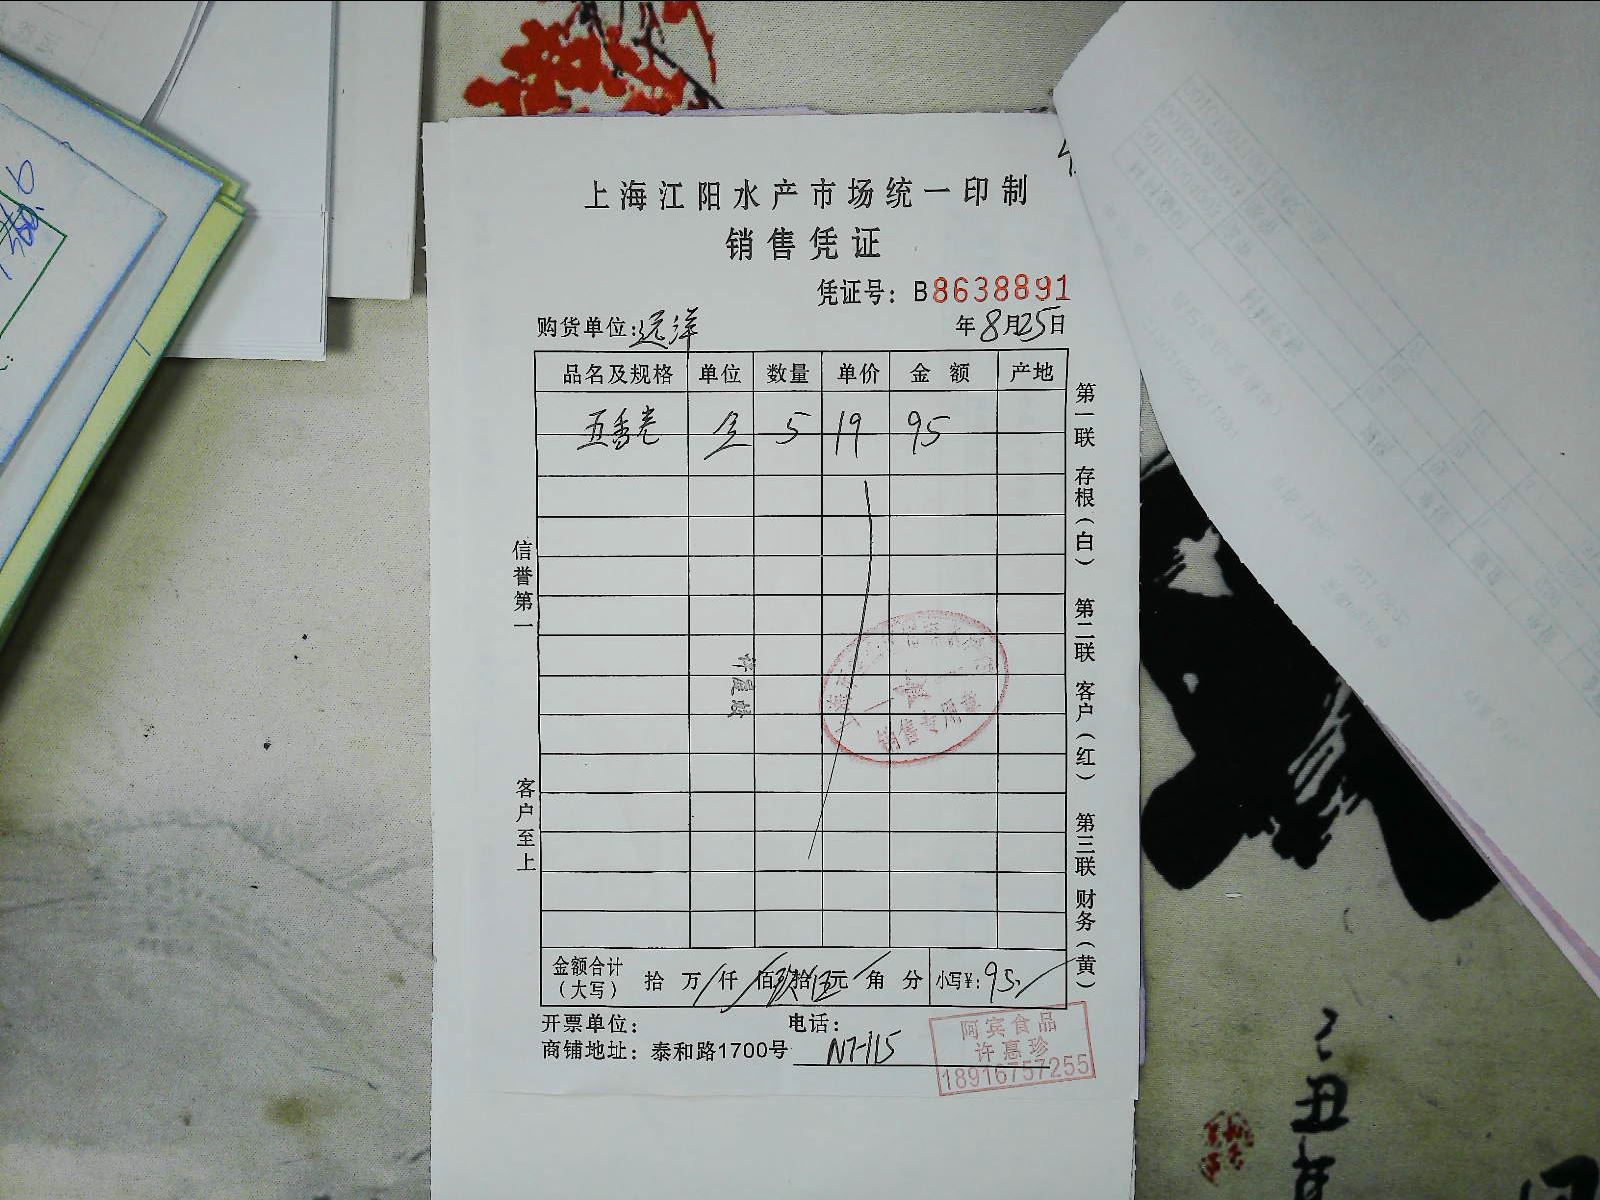 上海江阳水产市场统一印制
销售凭证
凭证号：B8638891
购货单位：远洋 年8月25日
品名及规格 单位 数量 单价 金额 产地
五香卷 5 19 95
第一联 存根（白） 第二联 客户（红） 第三联 财务（黄）
信誉第一
客户至上
销售专用章
金额合计（大写） 拾 万 仟 佰 玖拾伍元 角 分 小写￥：95.
开票单位： 电话：
商铺地址：泰和路1700号 N7-115
阿宾食品
许惠珍
18916757255
丑